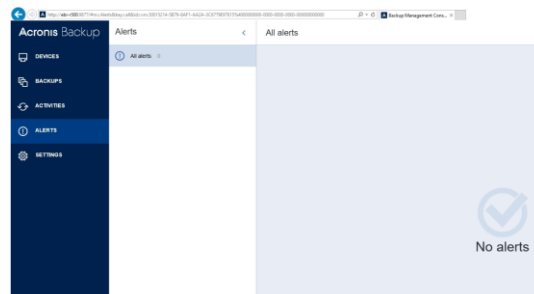 Backup Management Cons... ×
Acronis Backup
Alerts
All alerts
DEVICES
All alerts
BACKUPS
ACTIVITIES
ALERTS
SETTINGS
No alerts